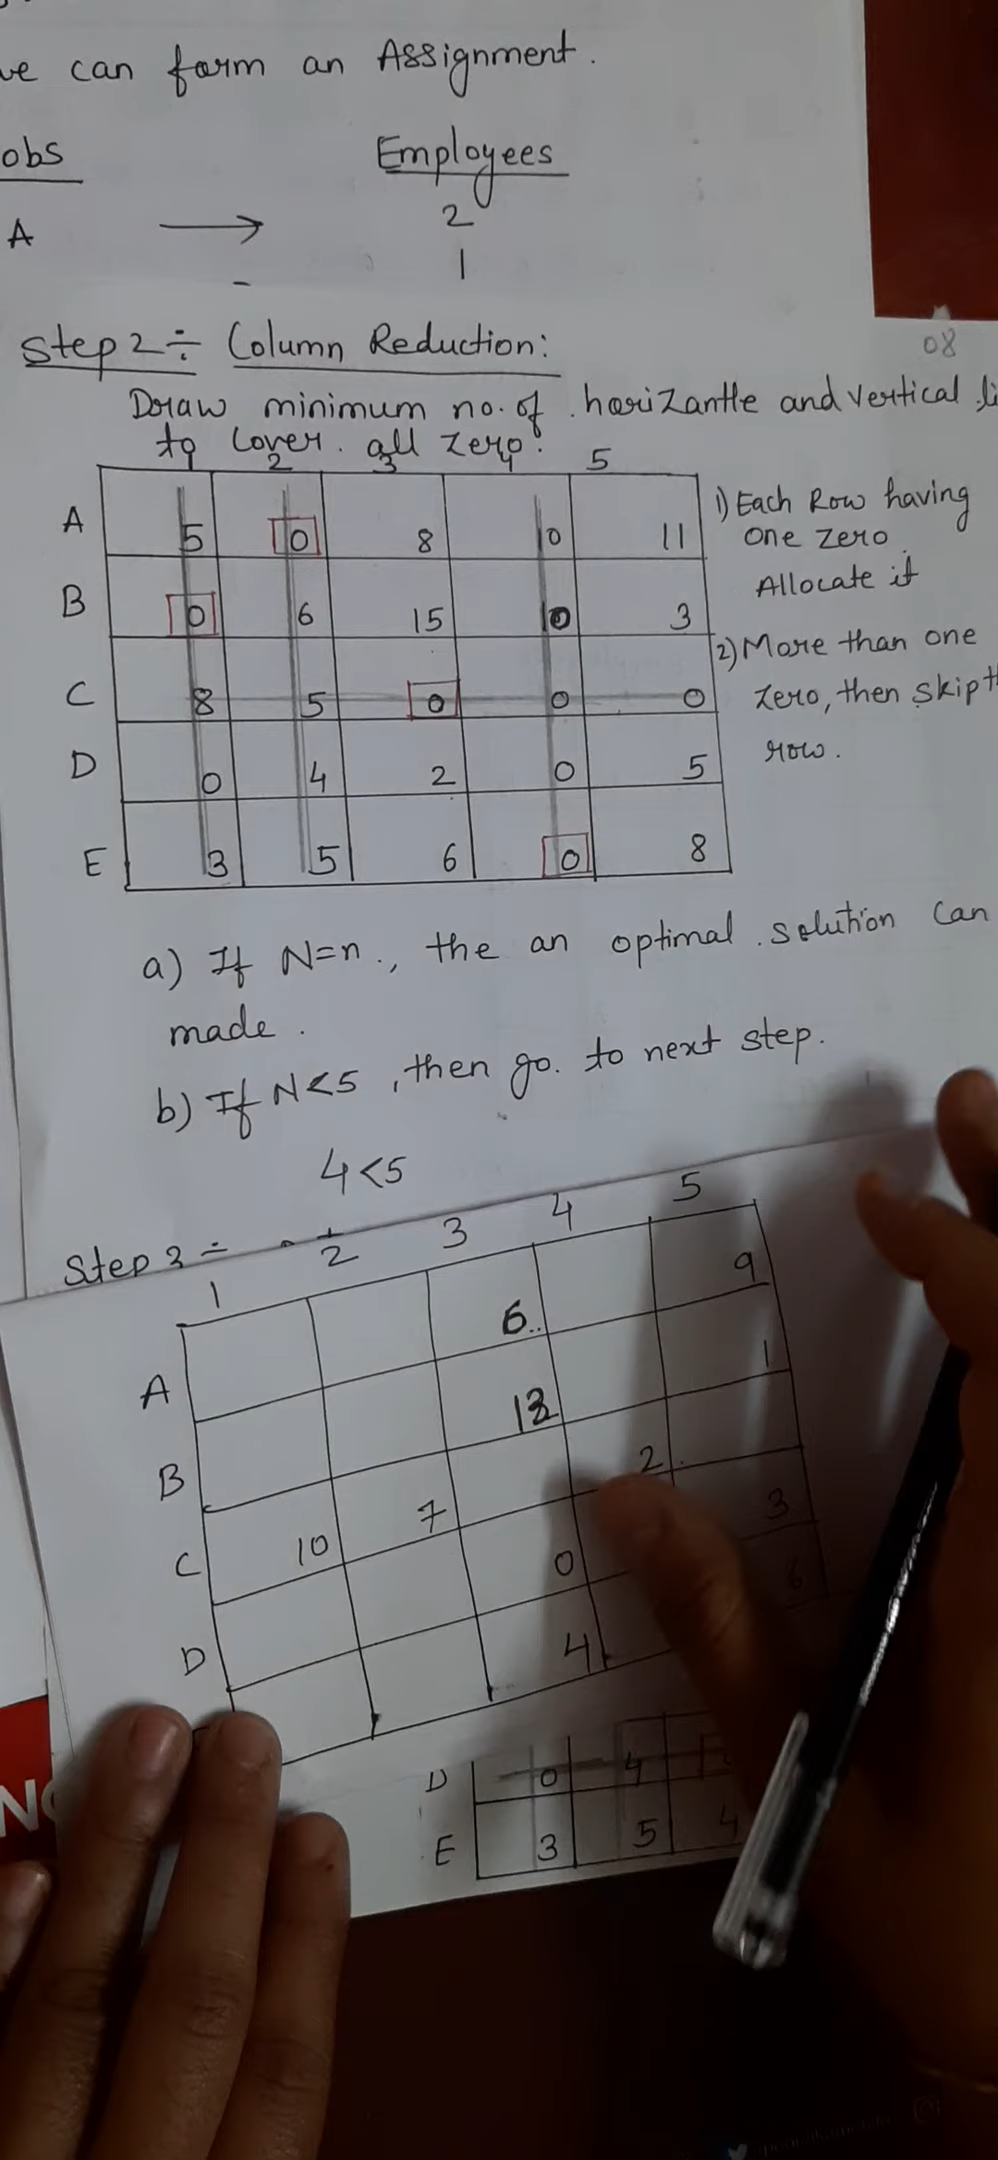 we can form an Assignment.
obs Employees
A → 2
1
Step 2 ÷ Column Reduction:
08
Draw minimum no. of horizantle and vertical li
to Cover all zero.
1 2 3 4 5
A 5 0 8 0 11
B 0 6 15 0 3
C 8 5 0 0 0
D 0 4 2 0 5
E 3 5 6 0 8
1) Each Row having
one zero
Allocate it
2) More than one
zero, then skip th
row.
a) If N=n., the an optimal solution can
made.
b) If N<5, then go. to next step.
4<5
Step 3 ÷
1 2 3 4 5
A 6 9
B 1
C 10 7 2
D 0 3
4 6
D 0 4
E 3 5 4